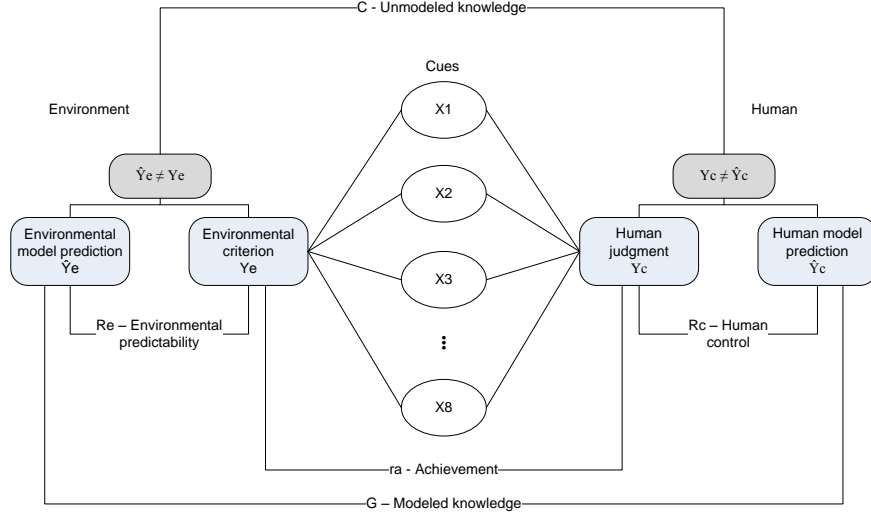 C - Unmodeled knowledge
Cues
Environment
X1
Human
Ŷe ≠ Ye
Yc ≠ Ŷc
X2
Environmental
model prediction
Ŷe
Environmental
criterion
Ye
Human
judgment
Yc
Human model
prediction
Ŷc
X3
Re – Environmental
predictability
Rc – Human
control
X8
ra - Achievement
G – Modeled knowledge